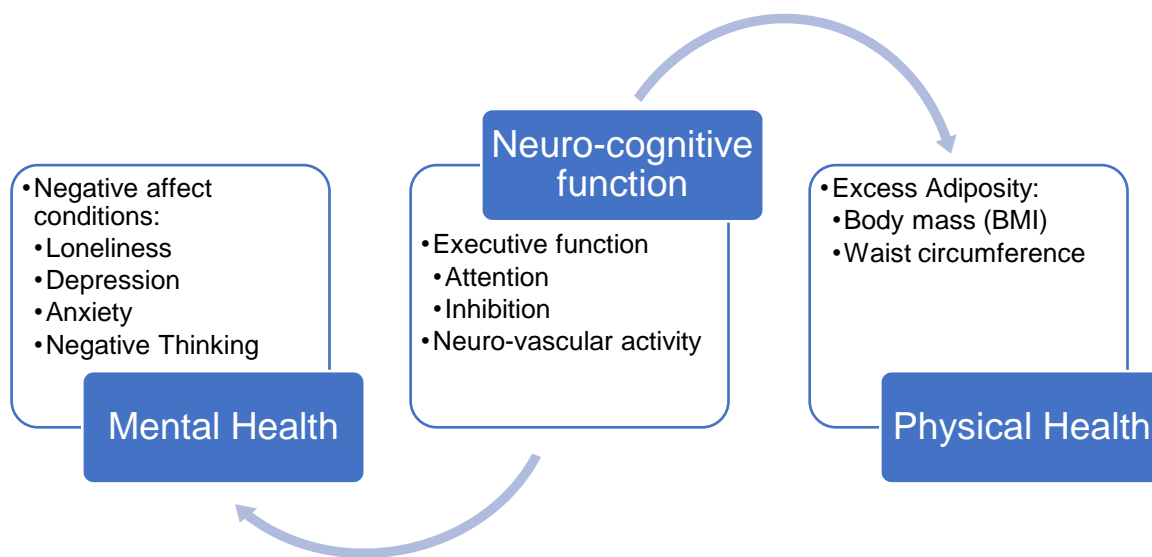 •Negative affect
conditions:
•Loneliness
•Depression
•Anxiety
•Negative Thinking
Mental Health
Neuro-cognitive
function
•Executive function
•Attention
•Inhibition
•Neuro-vascular activity
•Excess Adiposity:
•Body mass (BMI)
•Waist circumference
Physical Health